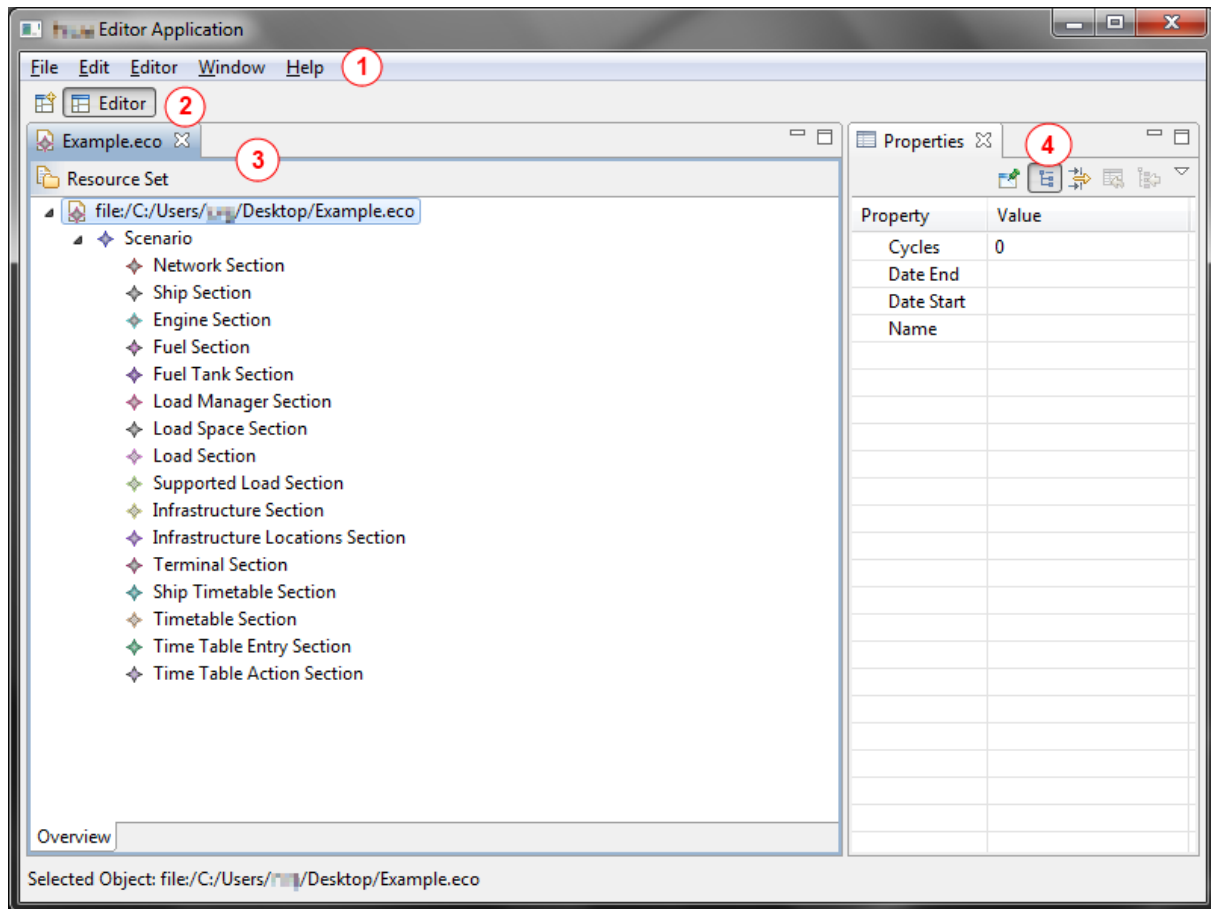 Editor Application
File Edit Editor Window Help 1
Editor 2
Example.eco
3
Properties
4
Resource Set
file:/C:/Users/ /Desktop/Example.eco
Scenario
Network Section
Ship Section
Engine Section
Fuel Section
Fuel Tank Section
Load Manager Section
Load Space Section
Load Section
Supported Load Section
Infrastructure Section
Infrastructure Locations Section
Terminal Section
Ship Timetable Section
Timetable Section
Time Table Entry Section
Time Table Action Section
Overview
Property Value
Cycles 0
Date End
Date Start
Name
Selected Object: file:/C:/Users/ /Desktop/Example.eco